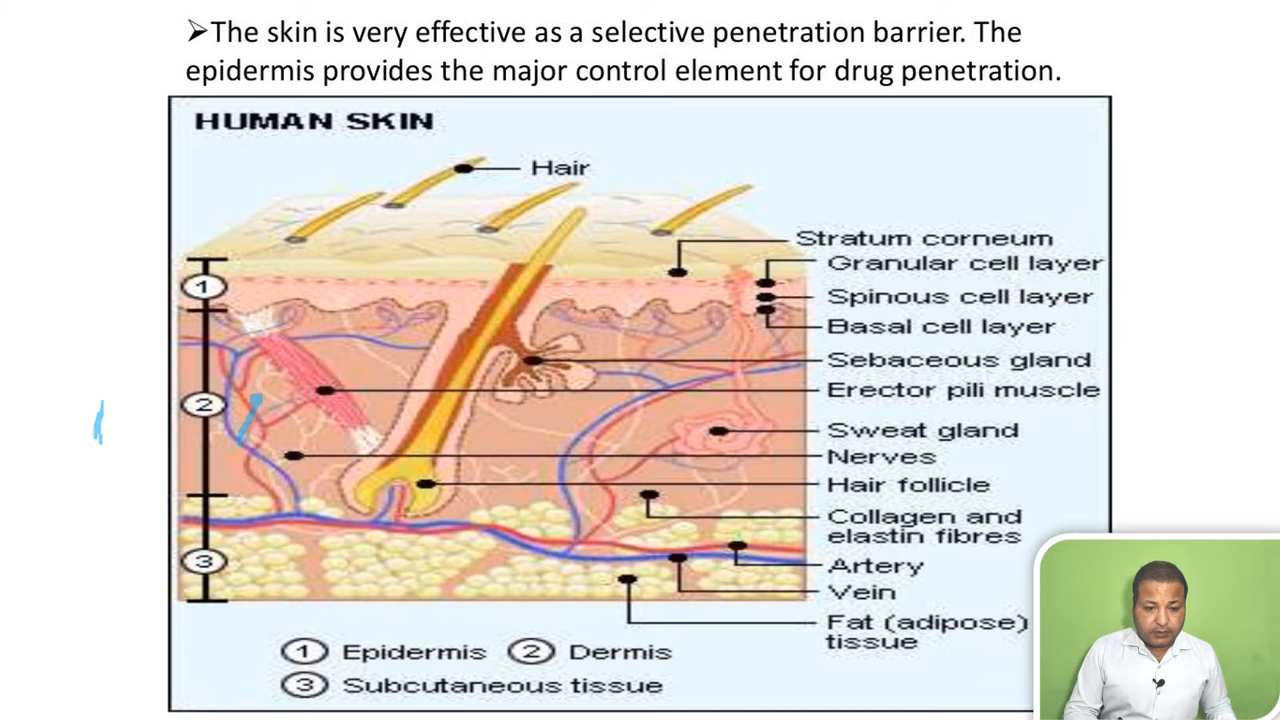 ➢The skin is very effective as a selective penetration barrier. The
epidermis provides the major control element for drug penetration.
HUMAN SKIN
Hair
Stratum corneum
Granular cell layer
Spinous cell layer
Basal cell layer
Sebaceous gland
Erector pili muscle
Sweat gland
Nerves
Hair follicle
Collagen and
elastin fibres
Artery
Vein
Fat (adipose)
tissue
1
2
3
1 Epidermis 2 Dermis
3 Subcutaneous tissue